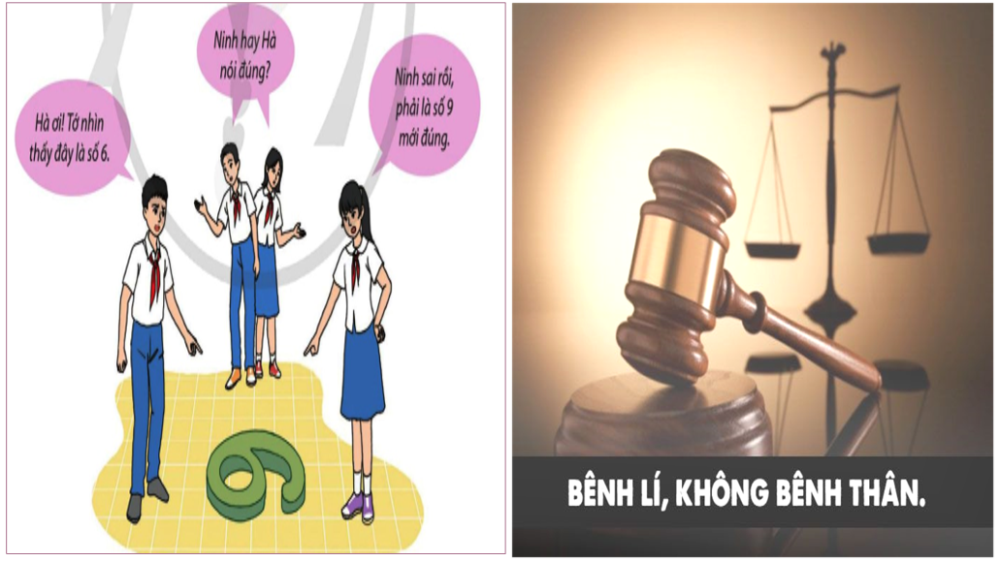 Hà ơi! Tớ nhìn
thấy đây là số 6.
Ninh hay Hà
nói đúng?
Ninh sai rồi,
phải là số 9
mới đúng.
BÊNH LÍ, KHÔNG BÊNH THÂN.